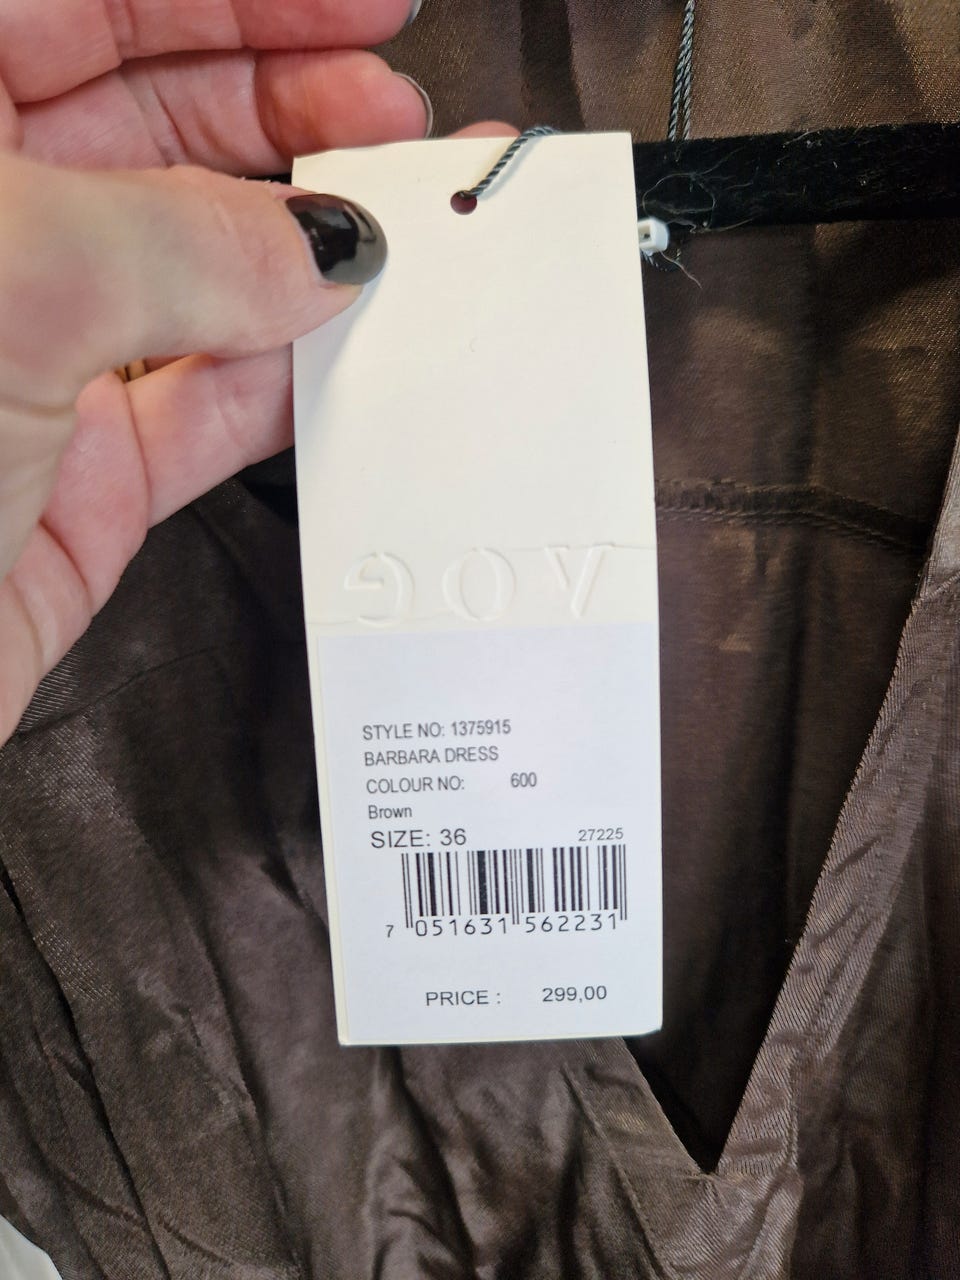 VOG
STYLE NO: 1375915
BARBARA DRESS
COLOUR NO: 600
Brown
SIZE: 36 27225
7 051631 562231
PRICE : 299,00